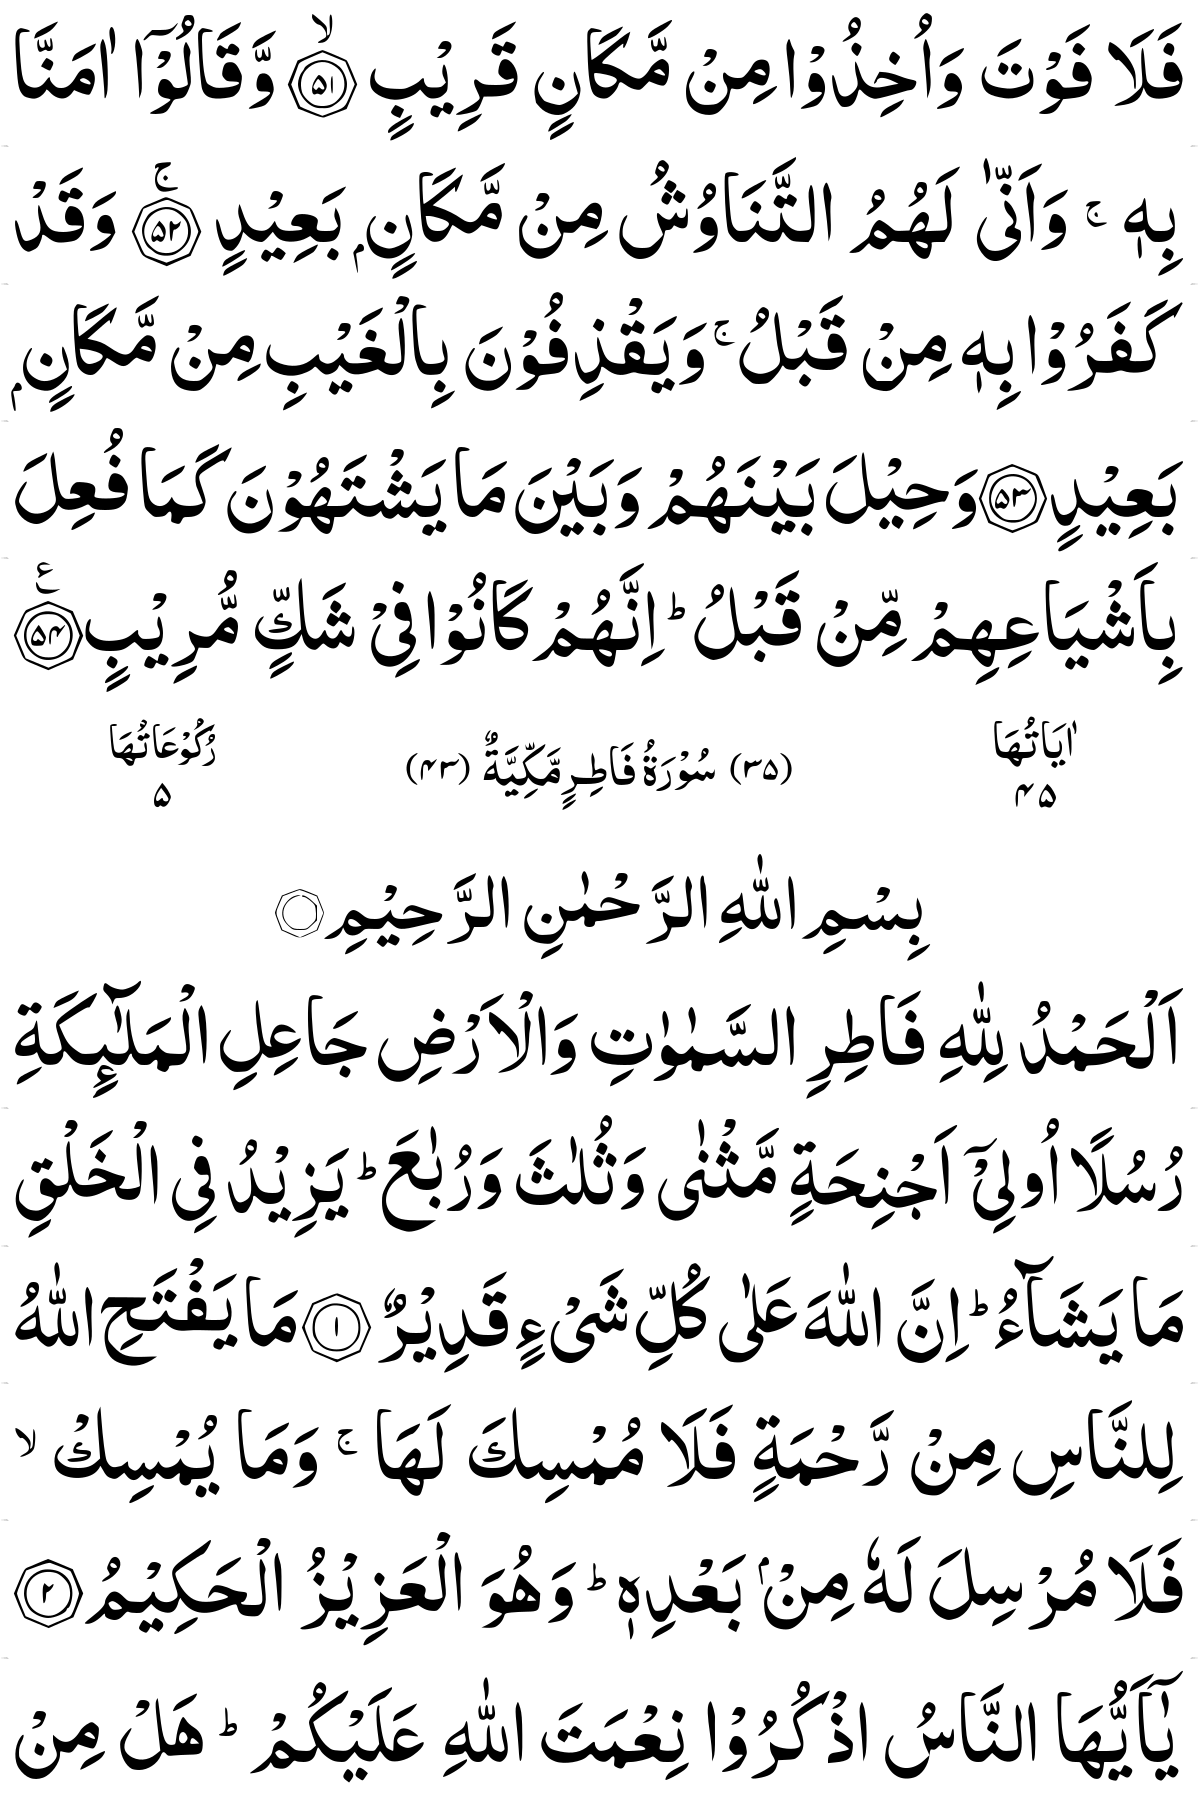 فَلَا فَوْتَ وَاُخِذُوْا مِنْ مَّكَانٍ قَرِيْبٍ ۙ‏﴿۵۱﴾ وَّقَالُوْۤا اٰمَنَّا
بِهٖ ۚ وَاَنّٰى لَهُمُ التَّنَاوُشُ مِنْ مَّكَانٍۭ بَعِيْدٍ ۚ‏﴿۵۲﴾ وَقَدْ
كَفَرُوْا بِهٖ مِنْ قَبْلُ ۚ وَيَقْذِفُوْنَ بِالْغَيْبِ مِنْ مَّكَانٍۭ
بَعِيْدٍ ﴿۵۳﴾ وَحِيْلَ بَيْنَهُمْ وَبَيْنَ مَا يَشْتَهُوْنَ كَمَا فُعِلَ
بِاَشْيَاعِهِمْ مِّنْ قَبْلُ ؕ اِنَّهُمْ كَانُوْا فِىْ شَكٍّ مُّرِيْبٍ ﴿۵۴﴾ ع
اٰيَاتُهَا ۴۵ (۳۵) سُوْرَةُ فَاطِرٍ مَّكِّيَّةٌ (۴۳) رُكُوْعَاتُهَا ۵
بِسْمِ اللّٰهِ الرَّحْمٰنِ الرَّحِيْمِ ۝
اَلْحَمْدُ لِلّٰهِ فَاطِرِ السَّمٰوٰتِ وَالْاَرْضِ جَاعِلِ الْمَلٰٓٮِٕكَةِ
رُسُلًا اُولِىْۤ اَجْنِحَةٍ مَّثْنٰى وَثُلٰثَ وَرُبٰعَ ؕ يَزِيْدُ فِى الْخَلْقِ
مَا يَشَآءُ ؕ اِنَّ اللّٰهَ عَلٰى كُلِّ شَىْءٍ قَدِيْرٌ ﴿۱﴾ مَا يَفْتَحِ اللّٰهُ
لِلنَّاسِ مِنْ رَّحْمَةٍ فَلَا مُمْسِكَ لَهَا ۚ وَمَا يُمْسِكْ ۙ
فَلَا مُرْسِلَ لَهٗ مِنْۢ بَعْدِهٖ ؕ وَهُوَ الْعَزِيْزُ الْحَكِيْمُ ﴿۲﴾
يٰۤاَيُّهَا النَّاسُ اذْكُرُوْا نِعْمَتَ اللّٰهِ عَلَيْكُمْ ؕ هَلْ مِنْ